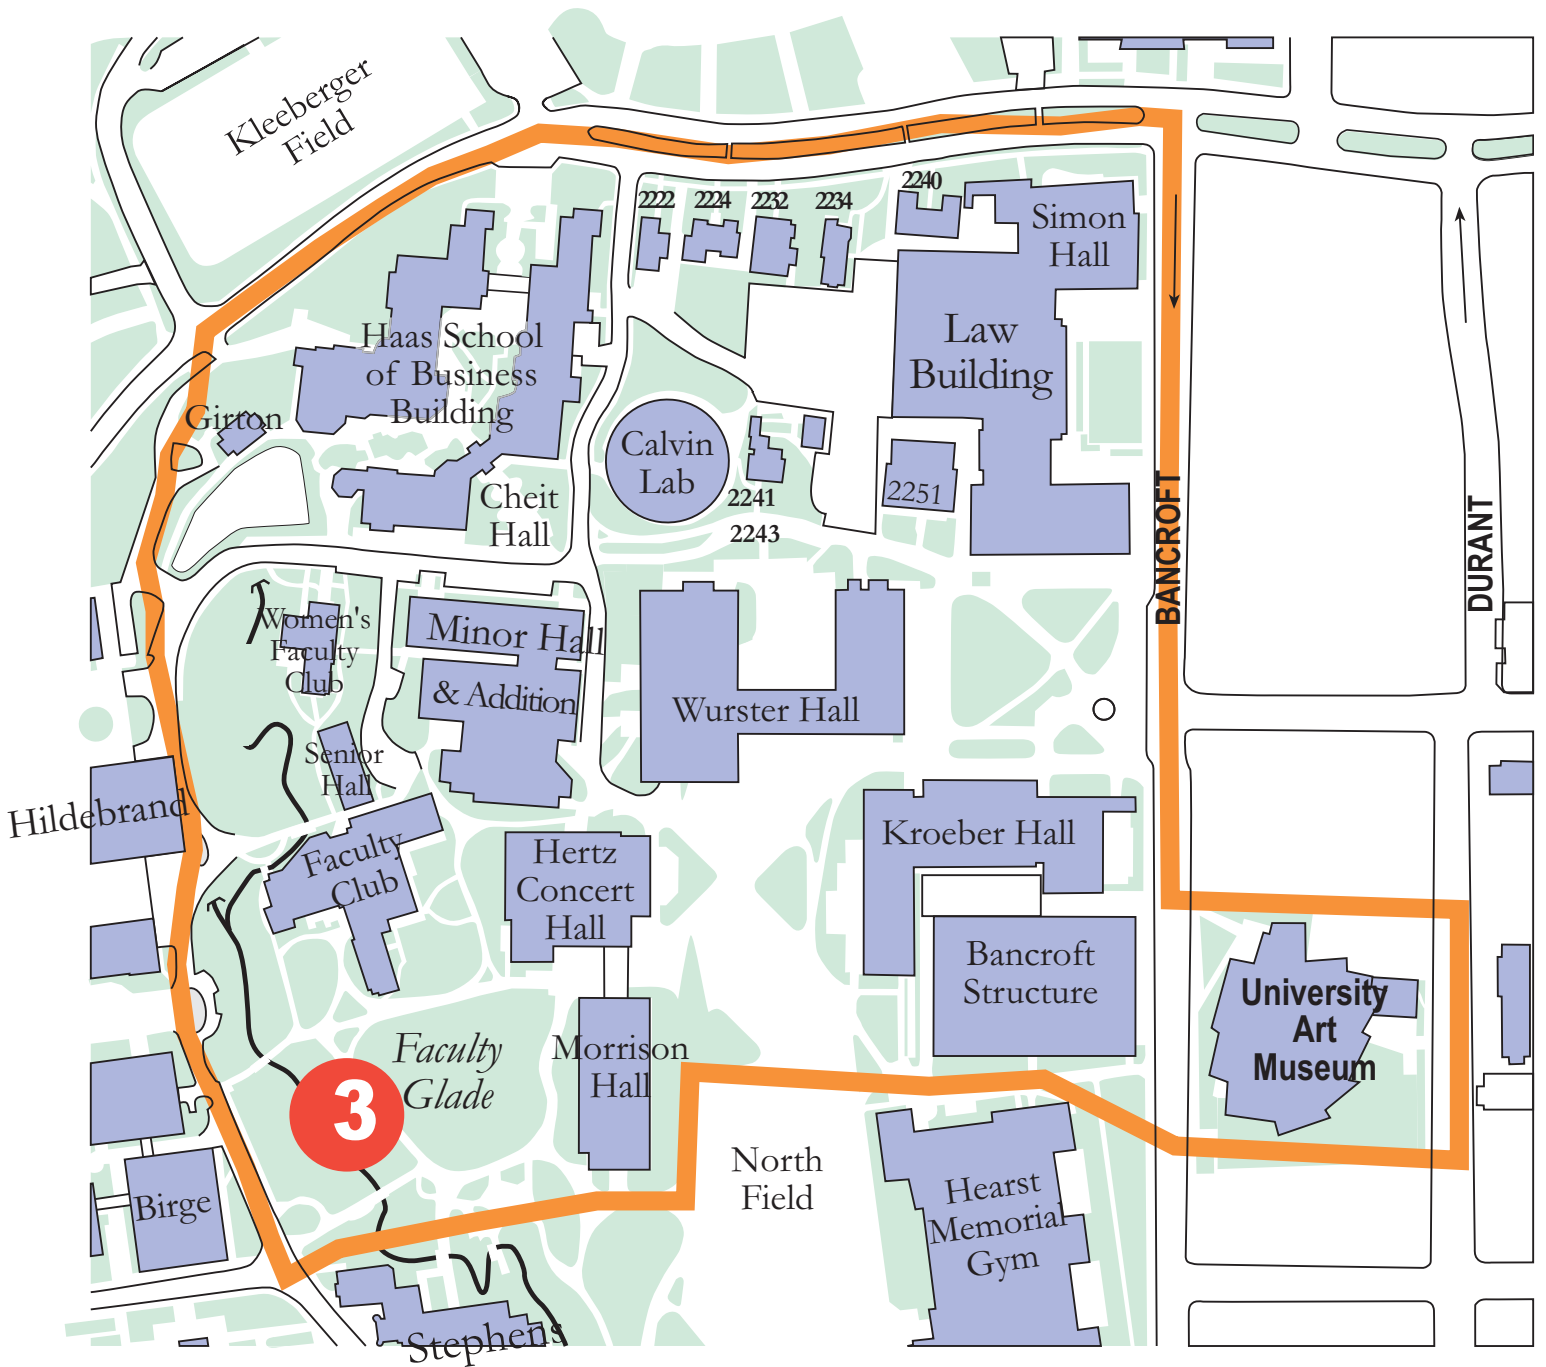 Kleeberger
Field
2222
2224
2232
2234
2240
Simon
Hall
Haas School
of Business
Building
Law
Building
Girton
Calvin
Lab
Cheit
Hall
2241
2243
2251
BANCROFT
DURANT
Women's
Faculty
Club
Minor Hall
& Addition
Wurster Hall
Senior
Hall
Hildebrand
Faculty
Club
Hertz
Concert
Hall
Kroeber Hall
Bancroft
Structure
University
Art
Museum
Faculty
Glade
3
Morrison
Hall
North
Field
Birge
Hearst
Memorial
Gym
Stephens